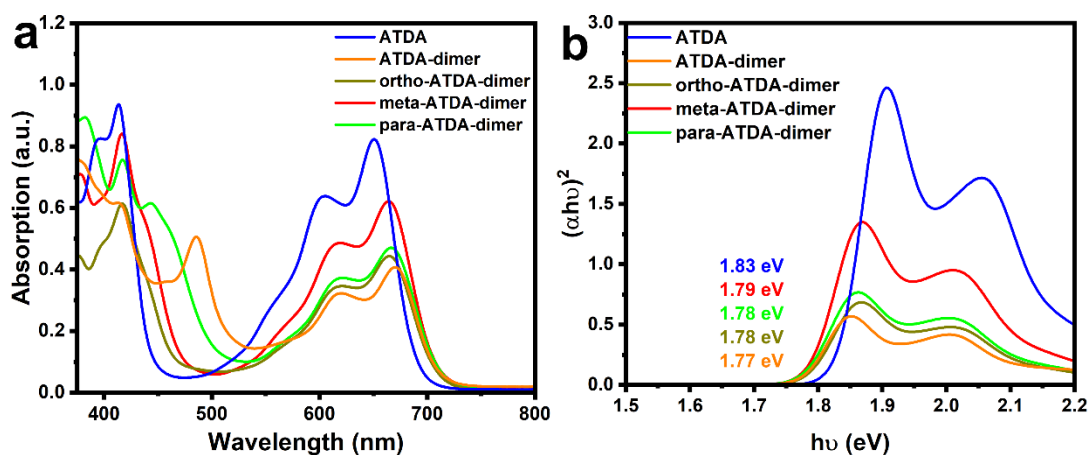 a
1.2
1.0
0.8
0.6
0.4
0.2
0.0
Absorption (a.u.)
ATDA
ATDA-dimer
ortho-ATDA-dimer
meta-ATDA-dimer
para-ATDA-dimer
400 500 600 700 800
Wavelength (nm)
b
3.0
2.5
2.0
1.5
1.0
0.5
0.0
(αhυ)²
ATDA
ATDA-dimer
ortho-ATDA-dimer
meta-ATDA-dimer
para-ATDA-dimer
1.83 eV
1.79 eV
1.78 eV
1.78 eV
1.77 eV
1.5 1.6 1.7 1.8 1.9 2.0 2.1 2.2
hυ (eV)